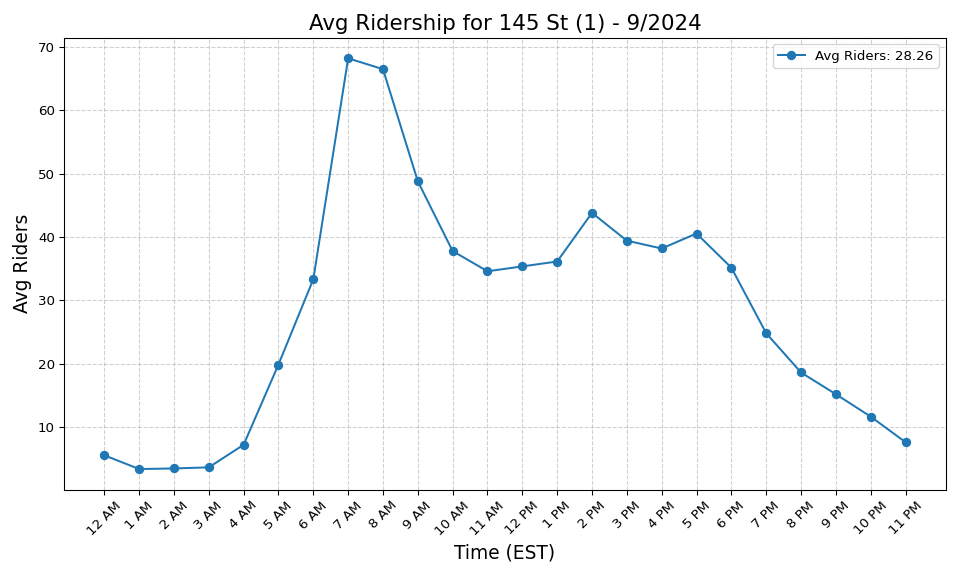 Avg Ridership for 145 St (1) - 9/2024
Avg Riders: 28.26
Avg Riders
70
60
50
40
30
20
10
12 AM
1 AM
2 AM
3 AM
4 AM
5 AM
6 AM
7 AM
8 AM
9 AM
10 AM
11 AM
12 PM
1 PM
2 PM
3 PM
4 PM
5 PM
6 PM
7 PM
8 PM
9 PM
10 PM
11 PM
Time (EST)